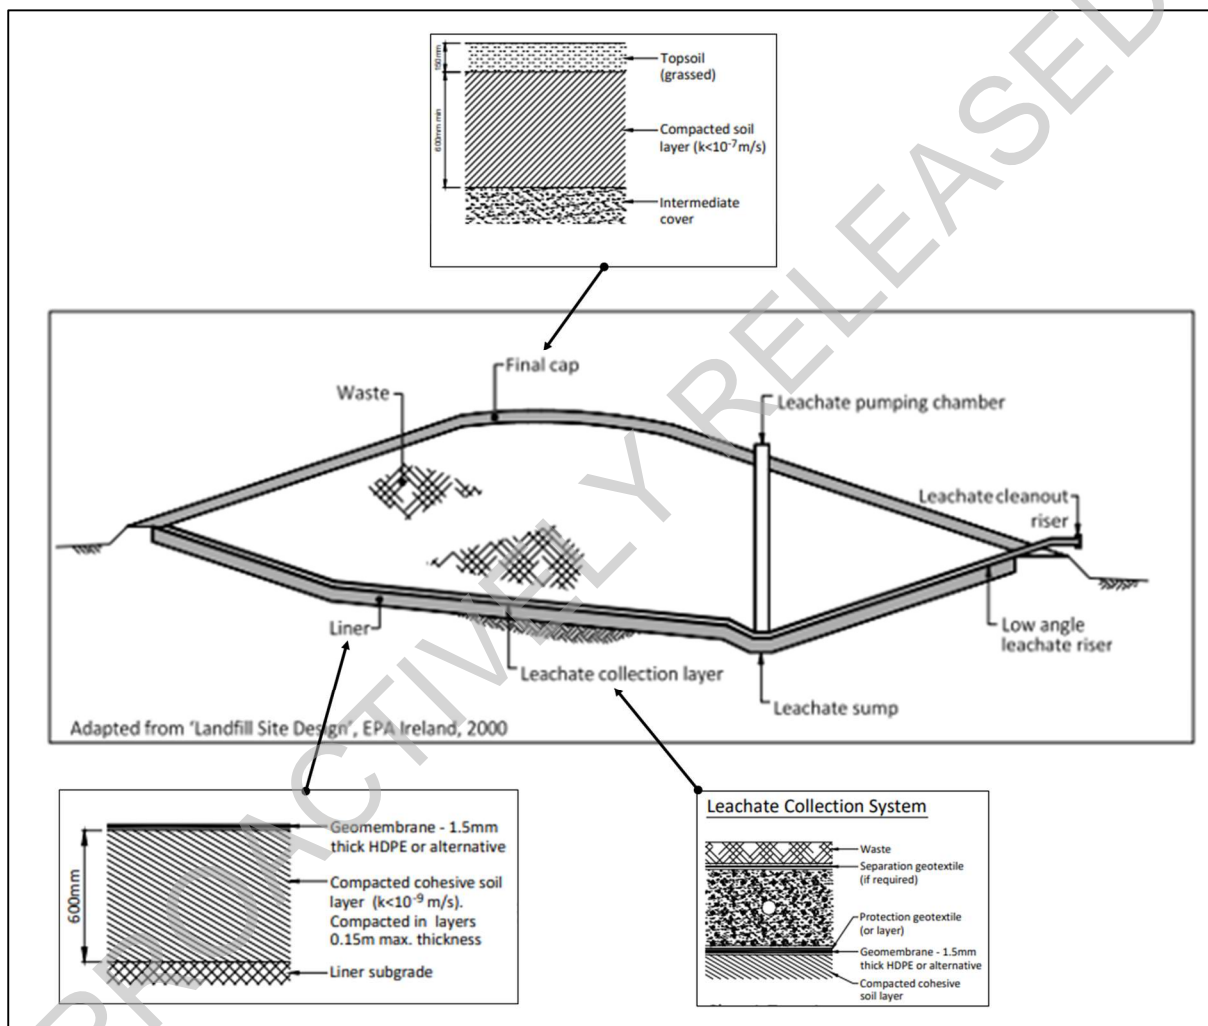 150mm
Topsoil
(grassed)
600mm min
Compacted soil
layer (k<10⁻⁷m/s)
Intermediate
cover
Final cap
Waste
Leachate pumping chamber
Leachate cleanout
riser
Liner
Low angle
leachate riser
Leachate collection layer
Leachate sump
Adapted from 'Landfill Site Design', EPA Ireland, 2000
600mm
Geomembrane - 1.5mm
thick HDPE or alternative
Compacted cohesive soil
layer (k<10⁻⁹ m/s).
Compacted in layers
0.15m max. thickness
Liner subgrade
Leachate Collection System
Waste
Separation geotextile
(if required)
Protection geotextile
(or layer)
Geomembrane - 1.5mm
thick HDPE or alternative
Compacted cohesive
soil layer
PROACTIVELY RELEASED